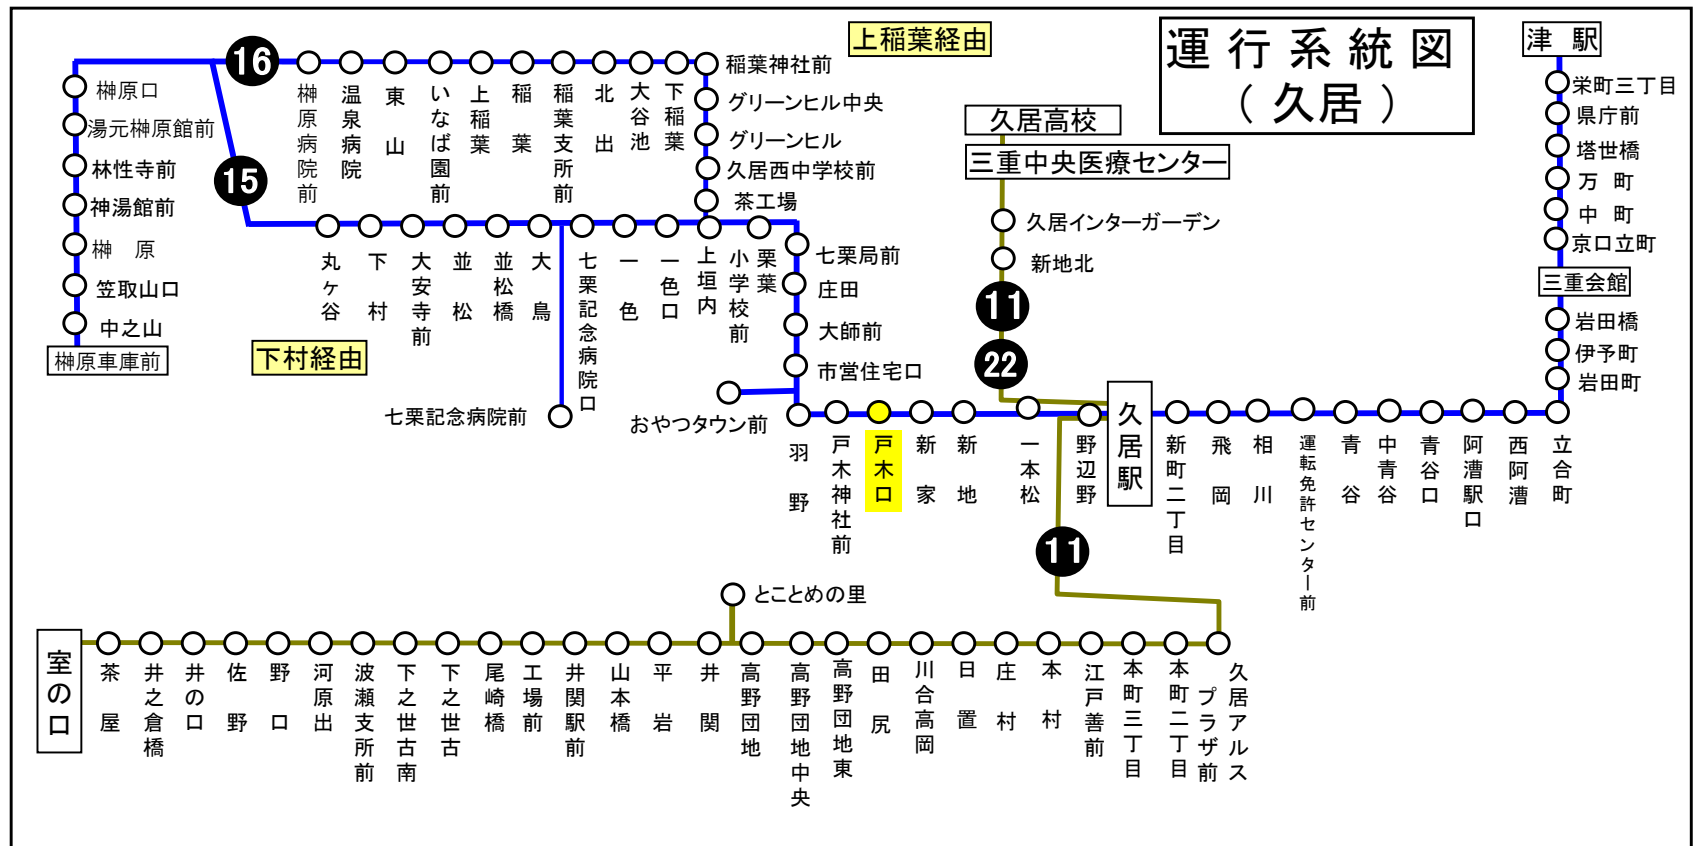 運行系統図
（久居）
上稲葉経由
津 駅
栄町三丁目
県庁前
塔世橋
万 町
中 町
京口立町
三重会館
岩田橋
伊予町
岩田町
立合町
西阿漕
阿漕駅口
青谷口
中青谷
青 谷
運転免許センター前
相 川
飛 岡
新町二丁目
久居駅
久居高校
三重中央医療センター
久居インターガーデン
新地北
11
22
野辺野
一本松
新 地
新 家
戸木口
戸木神社前
羽 野
おやつタウン前
市営住宅口
大師前
庄田
七栗局前
栗葉
小学校前
上垣内
一色口
一 色
七栗記念病院口
七栗記念病院前
大 鳥
並松橋
並 松
大安寺前
下 村
丸ヶ谷
下村経由
15
16
茶工場
久居西中学校前
グリーンヒル
グリーンヒル中央
稲葉神社前
下稲葉
大谷池
北 出
稲葉支所前
稲 葉
上稲葉
いなば園前
東 山
温泉病院
榊原病院前
榊原口
湯元榊原館前
林性寺前
神湯館前
榊 原
笠取山口
中之山
榊原車庫前
11
久居アルス
プラザ前
本町二丁目
本町三丁目
江戸善前
本 村
庄 村
日 置
川合高岡
田 尻
高野団地東
高野団地中央
高野団地
とことめの里
井 関
平 岩
山本橋
井関駅前
工場前
尾崎橋
下之世古
下之世古南
波瀬支所前
河原出
野 口
佐 野
井の口
井之倉橋
茶 屋
室の口